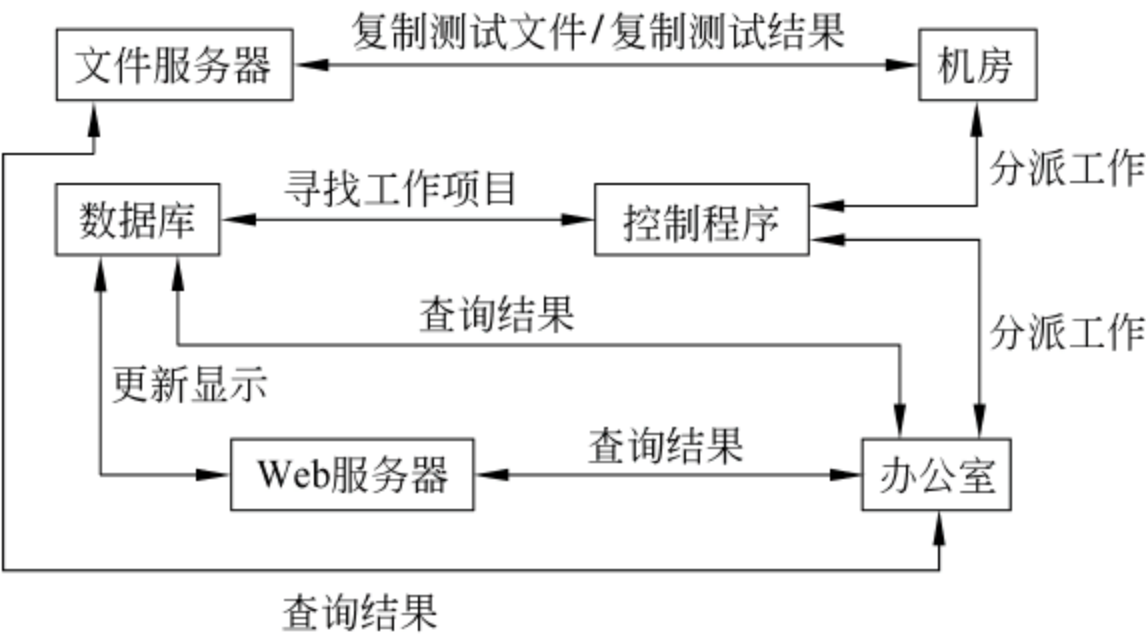 复制测试文件/复制测试结果
文件服务器
机房
分派工作
寻找工作项目
数据库
控制程序
查询结果
分派工作
更新显示
查询结果
Web服务器
办公室
查询结果